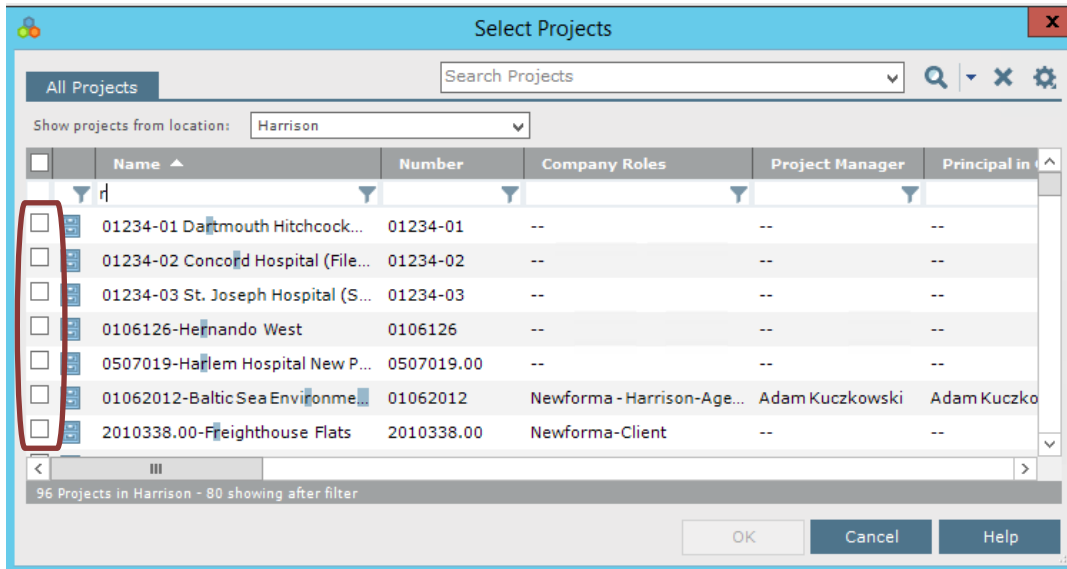 Select Projects
x
All Projects
Search Projects
Show projects from location: Harrison
Name Number Company Roles Project Manager Principal in
r
01234-01 Dartmouth Hitchcock... 01234-01 -- -- --
01234-02 Concord Hospital (File... 01234-02 -- -- --
01234-03 St. Joseph Hospital (S... 01234-03 -- -- --
0106126-Hernando West 0106126 -- -- --
0507019-Harlem Hospital New P... 0507019.00 -- -- --
01062012-Baltic Sea Environme... 01062012 Newforma - Harrison-Age... Adam Kuczkowski Adam Kuczko
2010338.00-Freighthouse Flats 2010338.00 Newforma-Client -- --
96 Projects in Harrison - 80 showing after filter
OK Cancel Help